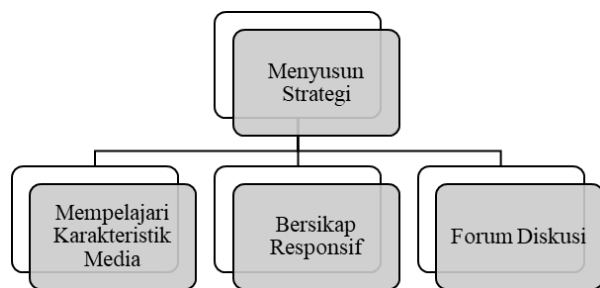 Menyusun
Strategi
Mempelajari
Karakteristik
Media
Bersikap
Responsif
Forum Diskusi